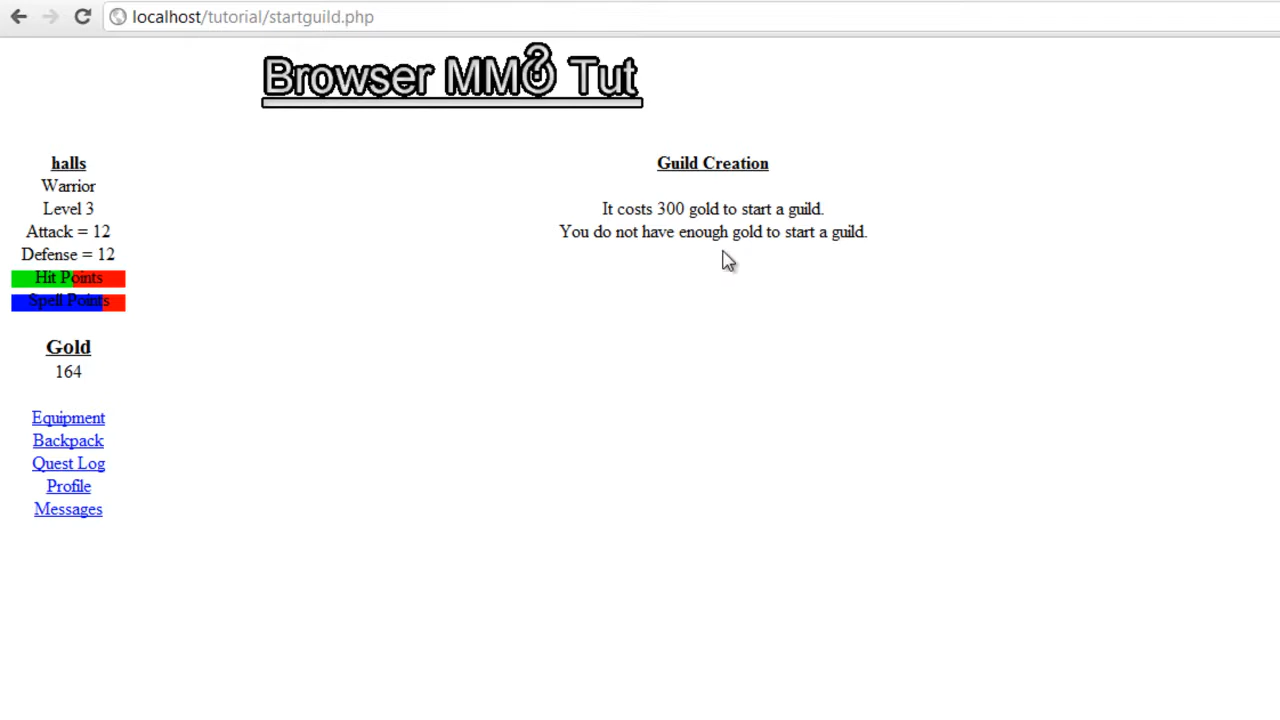 localhost/tutorial/startguild.php
Browser MMO Tut
halls
Warrior
Level 3
Attack = 12
Defense = 12
Hit Points
Spell Points
Gold
164
Equipment
Backpack
Quest Log
Profile
Messages
Guild Creation
It costs 300 gold to start a guild.
You do not have enough gold to start a guild.